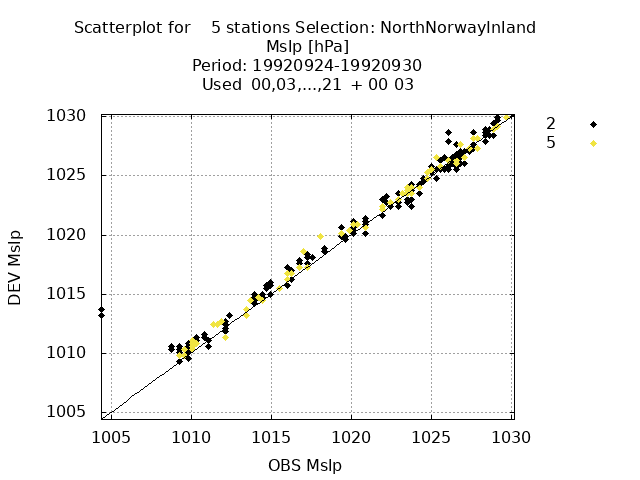 Scatterplot for    5 stations Selection: NorthNorwayInland
Mslp [hPa]
Period: 19920924-19920930
Used  00,03,...,21  + 00 03
2
5
1030
1025
1020
1015
1010
1005
DEV Mslp
1005 1010 1015 1020 1025 1030
OBS Mslp